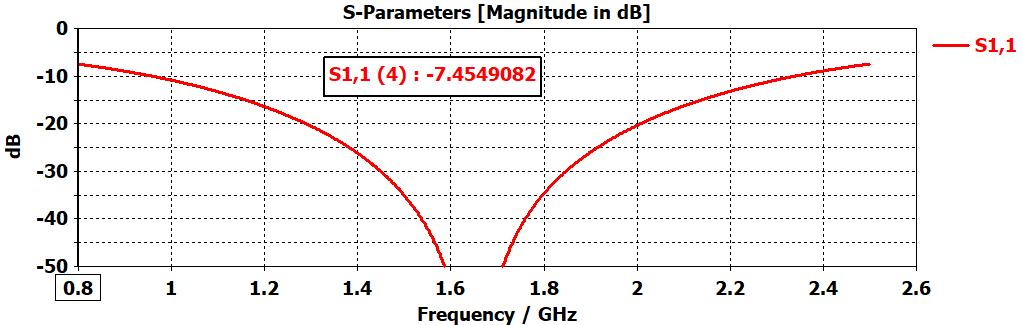 S-Parameters [Magnitude in dB]
0
-10
-20
-30
-40
-50
dB
S1,1 (4) : -7.4549082
S1,1
0.8 1 1.2 1.4 1.6 1.8 2 2.2 2.4 2.6
Frequency / GHz